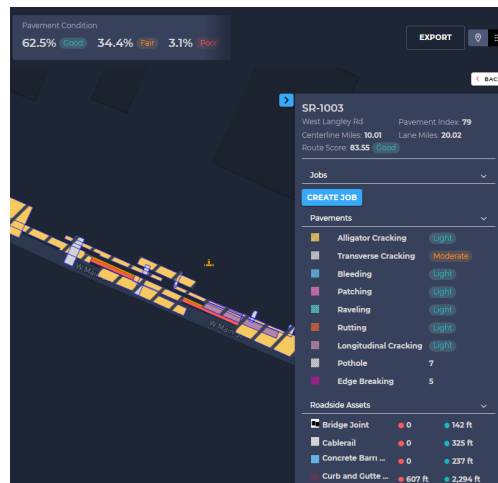 Pavement Condition
62.5% Good 34.4% Fair 3.1% Poor
EXPORT
BAC
SR-1003
West Langley Rd Pavement Index: 79
Centerline Miles: 10.01 Lane Miles: 20.02
Route Score: 83.55 Good
Jobs
CREATE JOB
Pavements
Alligator Cracking Light
Transverse Cracking Moderate
Bleeding Light
Patching Light
Raveling Light
Rutting Light
Longitudinal Cracking Light
Pothole 7
Edge Breaking 5
Roadside Assets
Bridge Joint 0 142 ft
Cablerail 0 325 ft
Concrete Barri ... 0 237 ft
Curb and Gutte ... 607 ft 2,294 ft
W Main
W Main